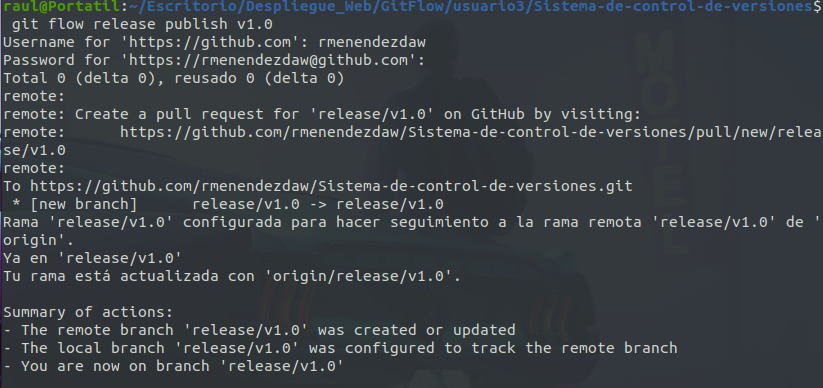 raul@Portatil:~/Escritorio/Despliegue_Web/GitFlow/usuario3/Sistema-de-control-de-versiones$
 git flow release publish v1.0
Username for 'https://github.com': rmenendezdaw
Password for 'https://rmenendezdaw@github.com':
Total 0 (delta 0), reusado 0 (delta 0)
remote:
remote: Create a pull request for 'release/v1.0' on GitHub by visiting:
remote:      https://github.com/rmenendezdaw/Sistema-de-control-de-versiones/pull/new/relea
se/v1.0
remote:
To https://github.com/rmenendezdaw/Sistema-de-control-de-versiones.git
 * [new branch]      release/v1.0 -> release/v1.0
Rama 'release/v1.0' configurada para hacer seguimiento a la rama remota 'release/v1.0' de '
origin'.
Ya en 'release/v1.0'
Tu rama está actualizada con 'origin/release/v1.0'.

Summary of actions:
- The remote branch 'release/v1.0' was created or updated
- The local branch 'release/v1.0' was configured to track the remote branch
- You are now on branch 'release/v1.0'
MOTEL